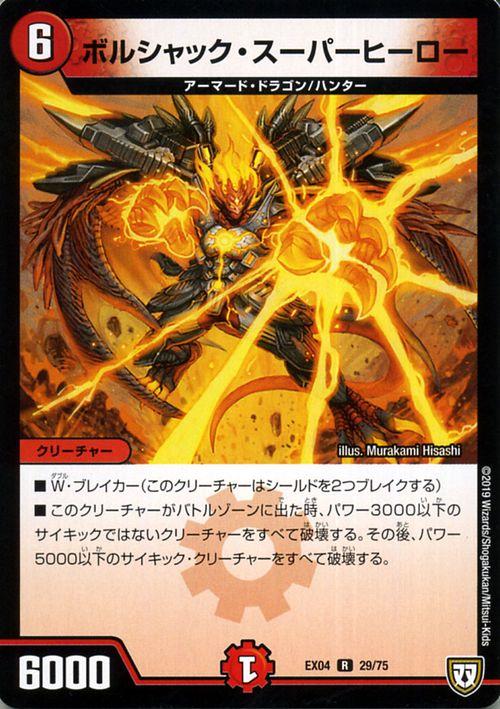 6
ボルシャック・スーパーヒーロー
アーマード・ドラゴン/ハンター
クリーチャー
illus. Murakami Hisashi
■W・ブレイカー(このクリーチャーはシールドを2つブレイクする)
■このクリーチャーがバトルゾーンに出た時、パワー3000以下の
サイキックではないクリーチャーをすべて破壊する。その後、パワー
5000以下のサイキック・クリーチャーをすべて破壊する。
©2019 Wizards/Shogakukan/Mitsui-Kids
6000
1
EX04 R 29/75